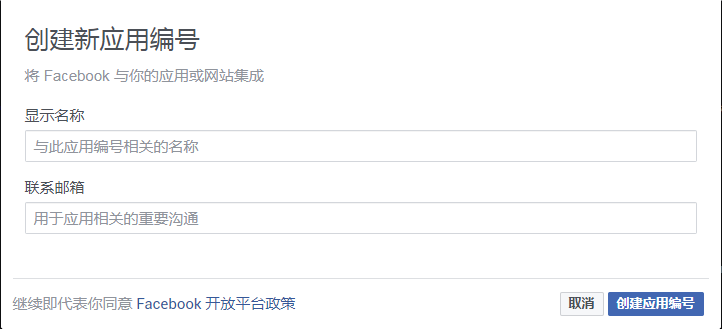 创建新应用编号
将 Facebook 与你的应用或网站集成
显示名称
与此应用编号相关的名称
联系邮箱
用于应用相关的重要沟通
继续即代表你同意 Facebook 开放平台政策
取消
创建应用编号